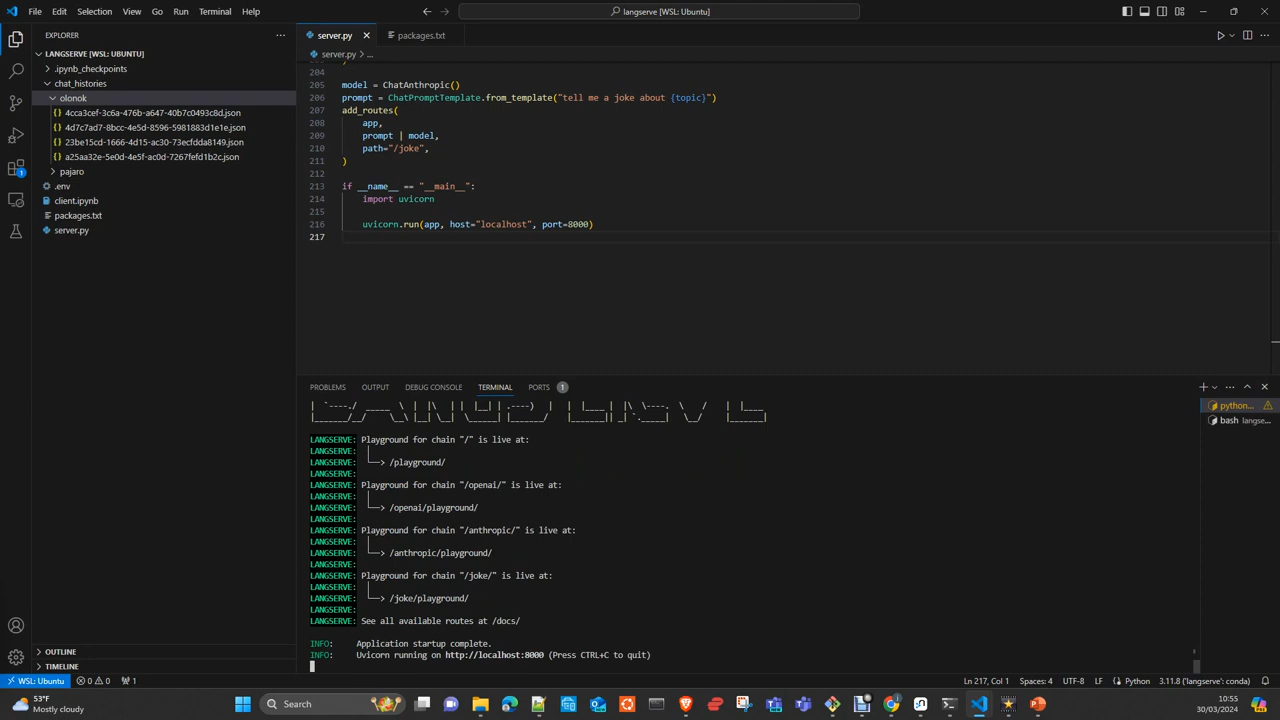 File Edit Selection View Go Run Terminal Help
langserve [WSL: Ubuntu]
EXPLORER
LANGSERVE [WSL: UBUNTU]
.ipynb_checkpoints
chat_histories
olonok
4cca3cef-3c6a-476b-a647-40b7c0493c8d.json
4d7c7ad7-8bcc-4e5d-8596-5981883d1e1e.json
23be15cd-1666-4d15-ac30-73ecfdda8149.json
a25aa32e-5e0d-4e5f-ac0d-7267fefd1b2c.json
pajaro
.env
client.py
packages.txt
server.py
OUTLINE
TIMELINE
server.py packages.txt
server.py > ...
204
205 model = ChatAnthropic()
206 prompt = ChatPromptTemplate.from_template("tell me a joke about {topic}")
207 add_routes(
208 app,
209 prompt | model,
210 path="/joke",
211 )
212
213 if __name__ == "__main__":
214 import uvicorn
215
216 uvicorn.run(app, host="localhost", port=8000)
217
PROBLEMS OUTPUT DEBUG CONSOLE TERMINAL PORTS 1
python...
bash langse...
LANGSERVE: Playground for chain "/" is live at:
LANGSERVE: │
LANGSERVE: └──> /playground/
LANGSERVE:
LANGSERVE: Playground for chain "/openai/" is live at:
LANGSERVE: │
LANGSERVE: └──> /openai/playground/
LANGSERVE:
LANGSERVE: Playground for chain "/anthropic/" is live at:
LANGSERVE: │
LANGSERVE: └──> /anthropic/playground/
LANGSERVE:
LANGSERVE: Playground for chain "/joke/" is live at:
LANGSERVE: │
LANGSERVE: └──> /joke/playground/
LANGSERVE:
LANGSERVE: See all available routes at /docs/
INFO: Application startup complete.
INFO: Uvicorn running on http://localhost:8000 (Press CTRL+C to quit)
WSL: Ubuntu 0 0 1 Ln 217, Col 1 Spaces: 4 UTF-8 LF Python 3.11.8 ('langserve': conda)
53°F
Mostly cloudy
Search
10:55
30/03/2024